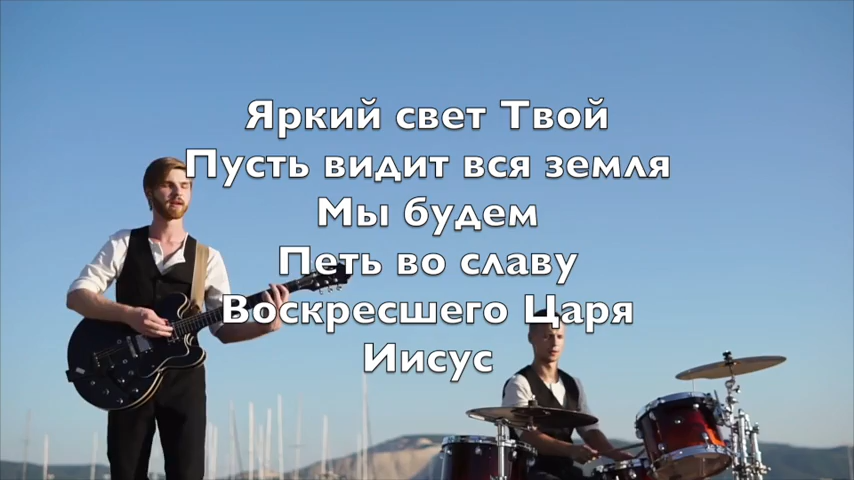 Яркий свет Твой
Пусть видит вся земля
Мы будем
Петь во славу
Воскресшего Царя
Иисус